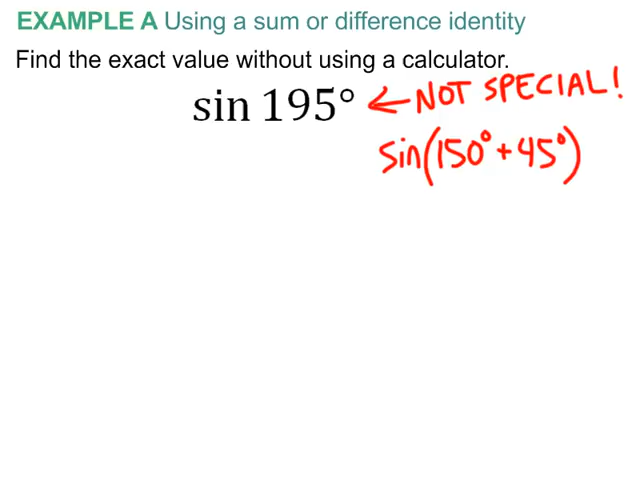 EXAMPLE A Using a sum or difference identity
Find the exact value without using a calculator.
sin 195° ← NOT SPECIAL!
sin(150° + 45°)